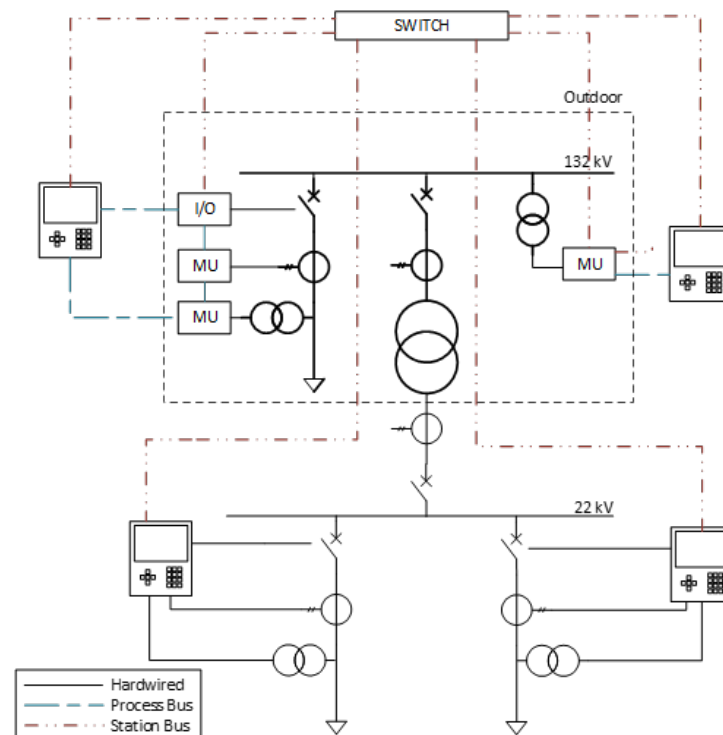 SWITCH
Outdoor
132 kV
I/O
MU
MU
MU
22 kV
Hardwired
Process Bus
Station Bus